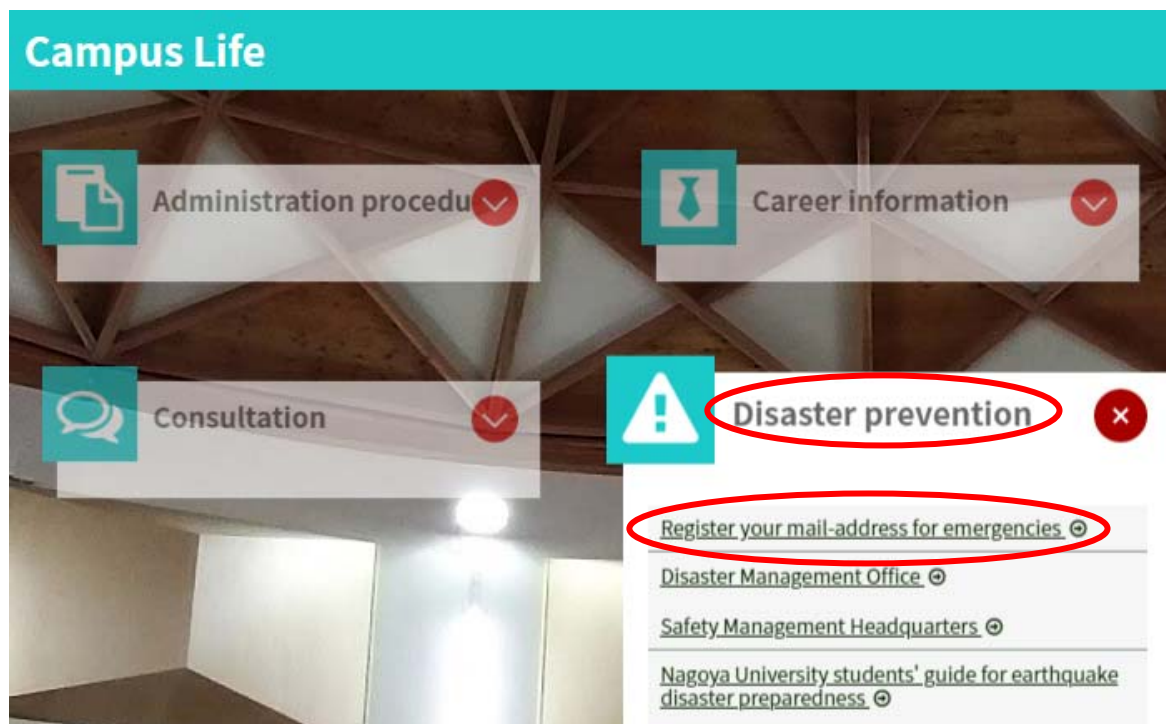 Campus Life
Administration procedu
Career information
Consultation
Disaster prevention
Register your mail-address for emergencies
Disaster Management Office
Safety Management Headquarters
Nagoya University students' guide for earthquake
disaster preparedness